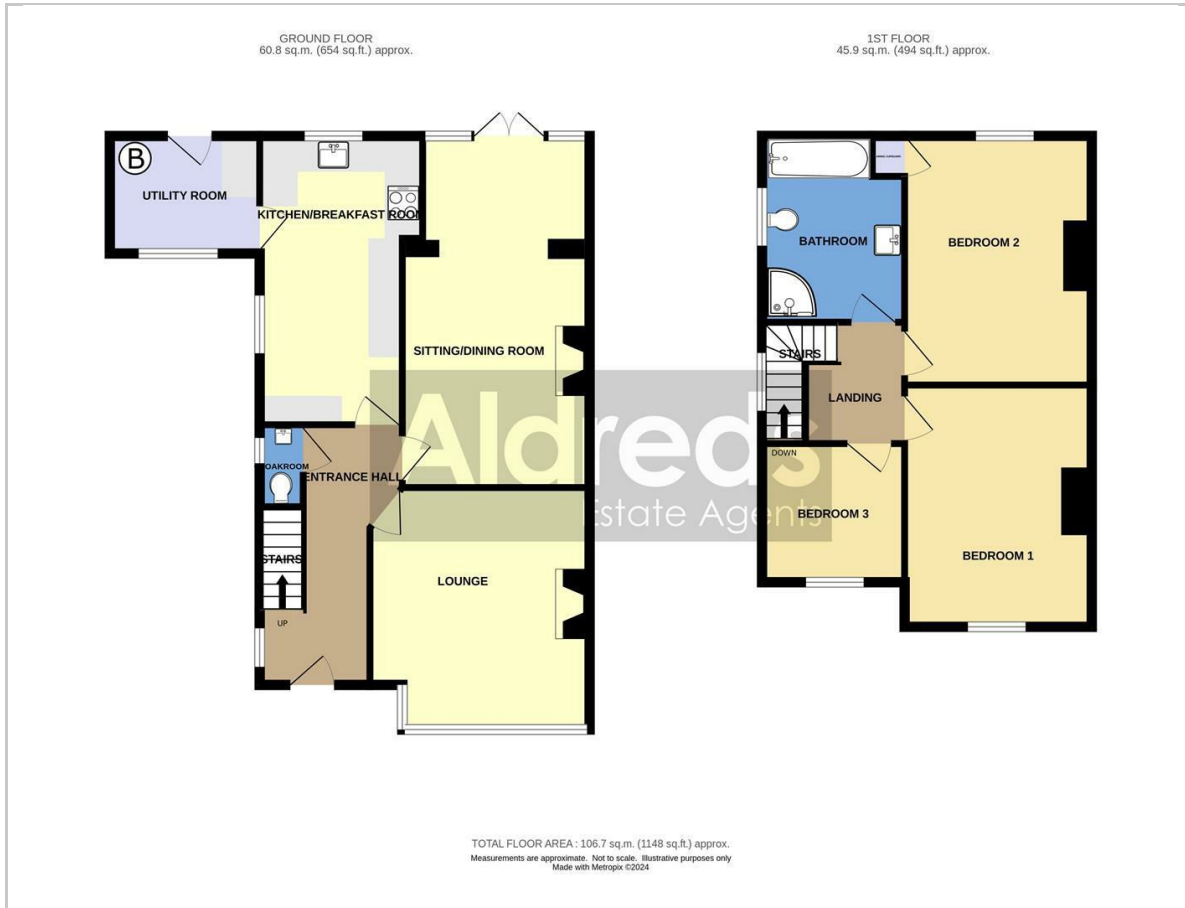 GROUND FLOOR
60.8 sq.m. (654 sq.ft.) approx.
1ST FLOOR
45.9 sq.m. (494 sq.ft.) approx.
B
UTILITY ROOM
KITCHEN/BREAKFAST ROOM
SITTING/DINING ROOM
OAKROOM
ENTRANCE HALL
STAIRS
UP
LOUNGE
BATHROOM
BEDROOM 2
STAIRS
LANDING
DOWN
BEDROOM 3
BEDROOM 1
Aldreds
Estate Agents
TOTAL FLOOR AREA : 106.7 sq.m. (1148 sq.ft.) approx.
Measurements are approximate. Not to scale. Illustrative purposes only
Made with Metropix ©2024